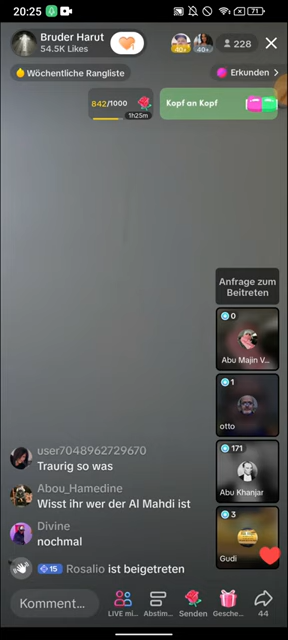 20:25
71
Bruder Harut
54.5K Likes
40+
40+
228
Wöchentliche Rangliste
Erkunden
842/1000
1h25m
Kopf an Kopf
Anfrage zum
Beitreten
0
Abu Majin V...
1
otto
171
Abu Khanjar
3
Gudi
user7048962729670
Traurig so was
Abou_Hamedine
Wisst ihr wer der Al Mahdi ist
Divine
nochmal
15 Rosalio ist beigetreten
Komment...
LIVE mi...
Abstim...
Senden
Gesche...
44